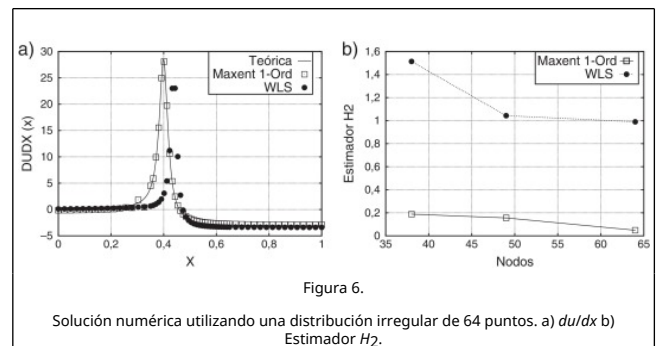 a)
30
25
20
15
10
5
0
−5
DUDX (x)
Teórica
Maxent 1-Ord
WLS
0
0,2
0,4
0,6
0,8
1
X
b)
1,6
1,4
1,2
1
0,8
0,6
0,4
0,2
0
Estimador H2
Maxent 1-Ord
WLS
35
40
45
50
55
60
65
Nodos
Figura 6.
Solución numérica utilizando una distribución irregular de 64 puntos. a) du/dx b)
Estimador H2.